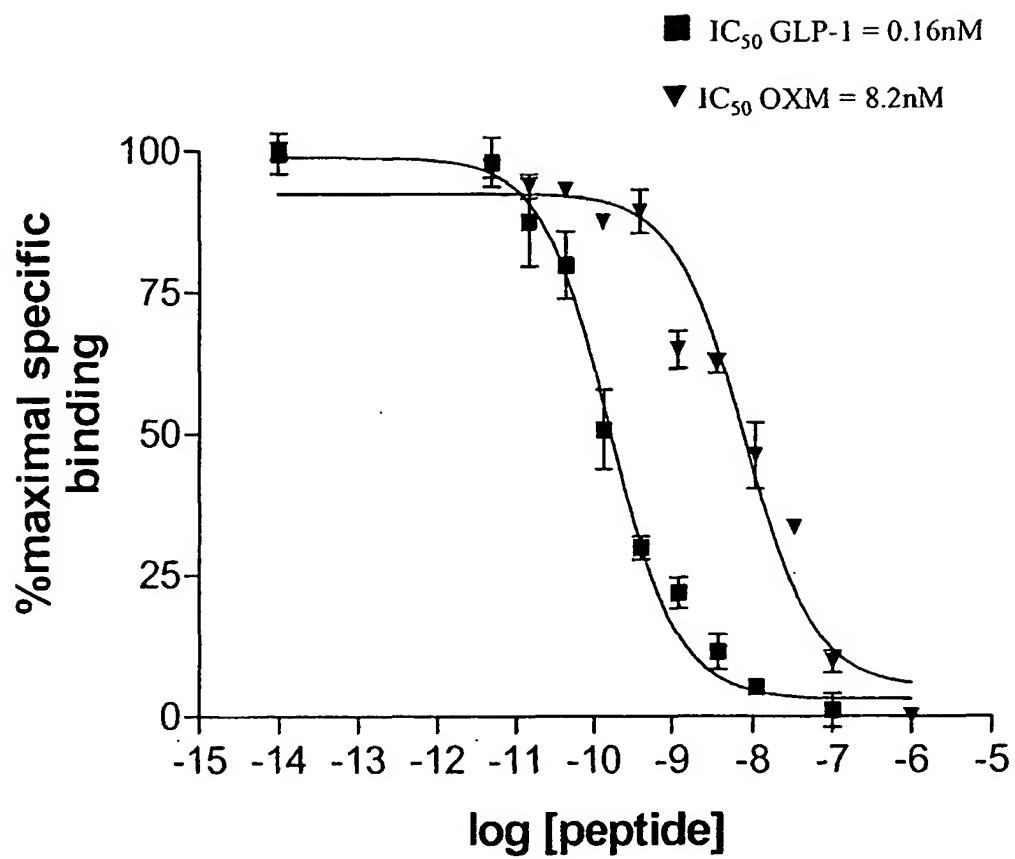 IC50 GLP-1 = 0.16nM
IC50 OXM = 8.2nM
100
75
50
25
0
%maximal specific
binding
-15 -14 -13 -12 -11 -10 -9 -8 -7 -6 -5
log [peptide]